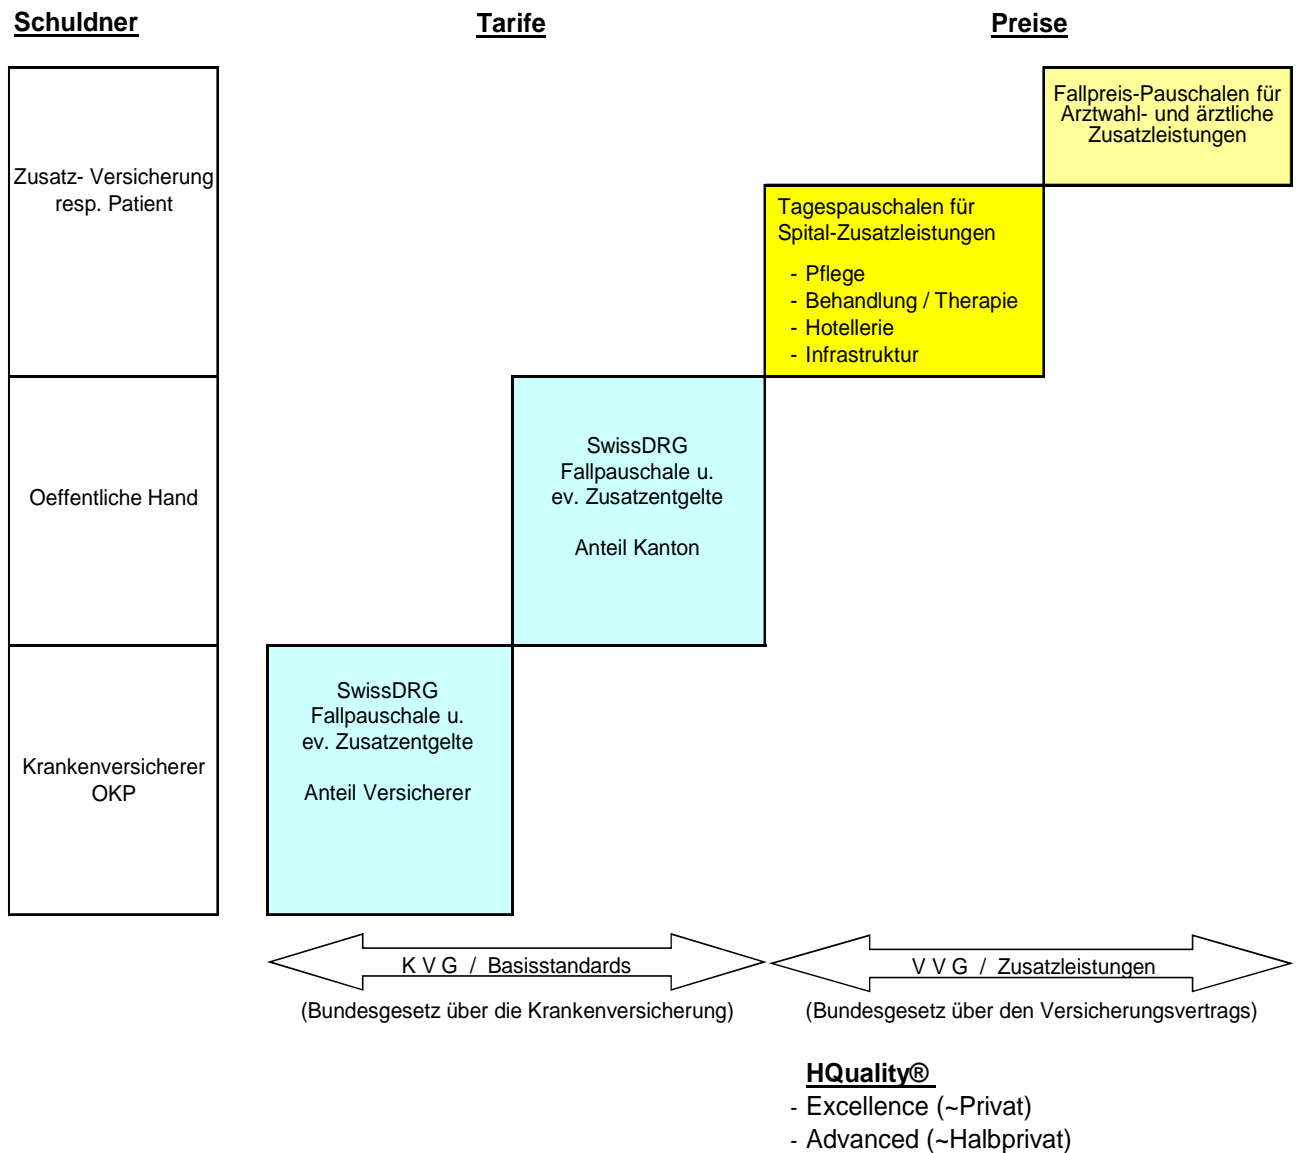 Schuldner
Tarife
Preise
Fallpreis-Pauschalen für
Arztwahl- und ärztliche
Zusatzleistungen
Zusatz- Versicherung
resp. Patient
Tagespauschalen für
Spital-Zusatzleistungen
- Pflege
- Behandlung / Therapie
- Hotellerie
- Infrastruktur
Oeffentliche Hand
SwissDRG
Fallpauschale u.
ev. Zusatzentgelte
Anteil Kanton
Krankenversicherer
OKP
SwissDRG
Fallpauschale u.
ev. Zusatzentgelte
Anteil Versicherer
K V G / Basisstandards
V V G / Zusatzleistungen
(Bundesgesetz über die Krankenversicherung)
(Bundesgesetz über den Versicherungsvertrags)
HQuality®
- Excellence (~Privat)
- Advanced (~Halbprivat)